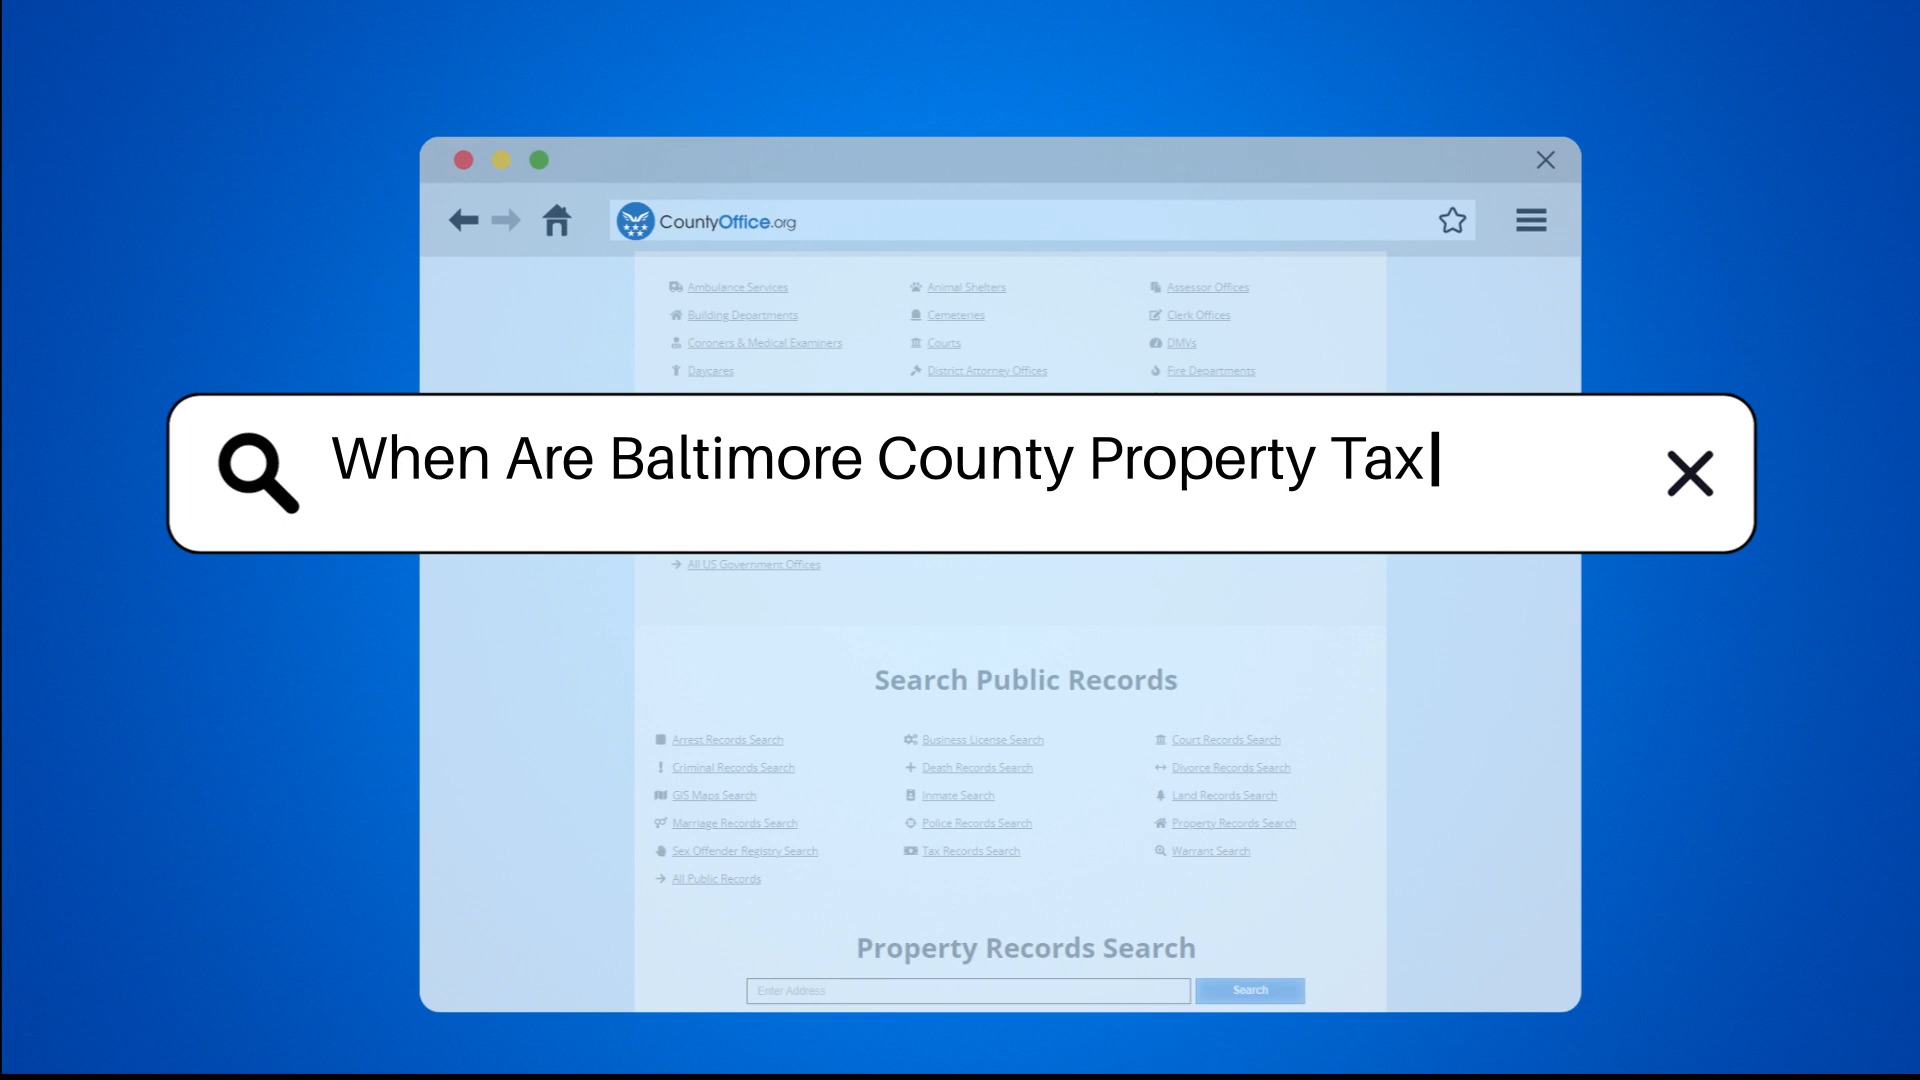 CountyOffice.org
Ambulance Services Animal Shelters Assessor Offices
Building Departments Cemeteries Clerk Offices
Coroners & Medical Examiners Courts DMVs
Daycares District Attorney Offices Fire Departments
When Are Baltimore County Property Tax
All US Government Offices
Search Public Records
Arrest Records Search Business License Search Court Records Search
Criminal Records Search Death Records Search Divorce Records Search
GIS Maps Search Inmate Search Land Records Search
Marriage Records Search Police Records Search Property Records Search
Sex Offender Registry Search Tax Records Search Warrant Search
All Public Records
Property Records Search
Enter Address Search